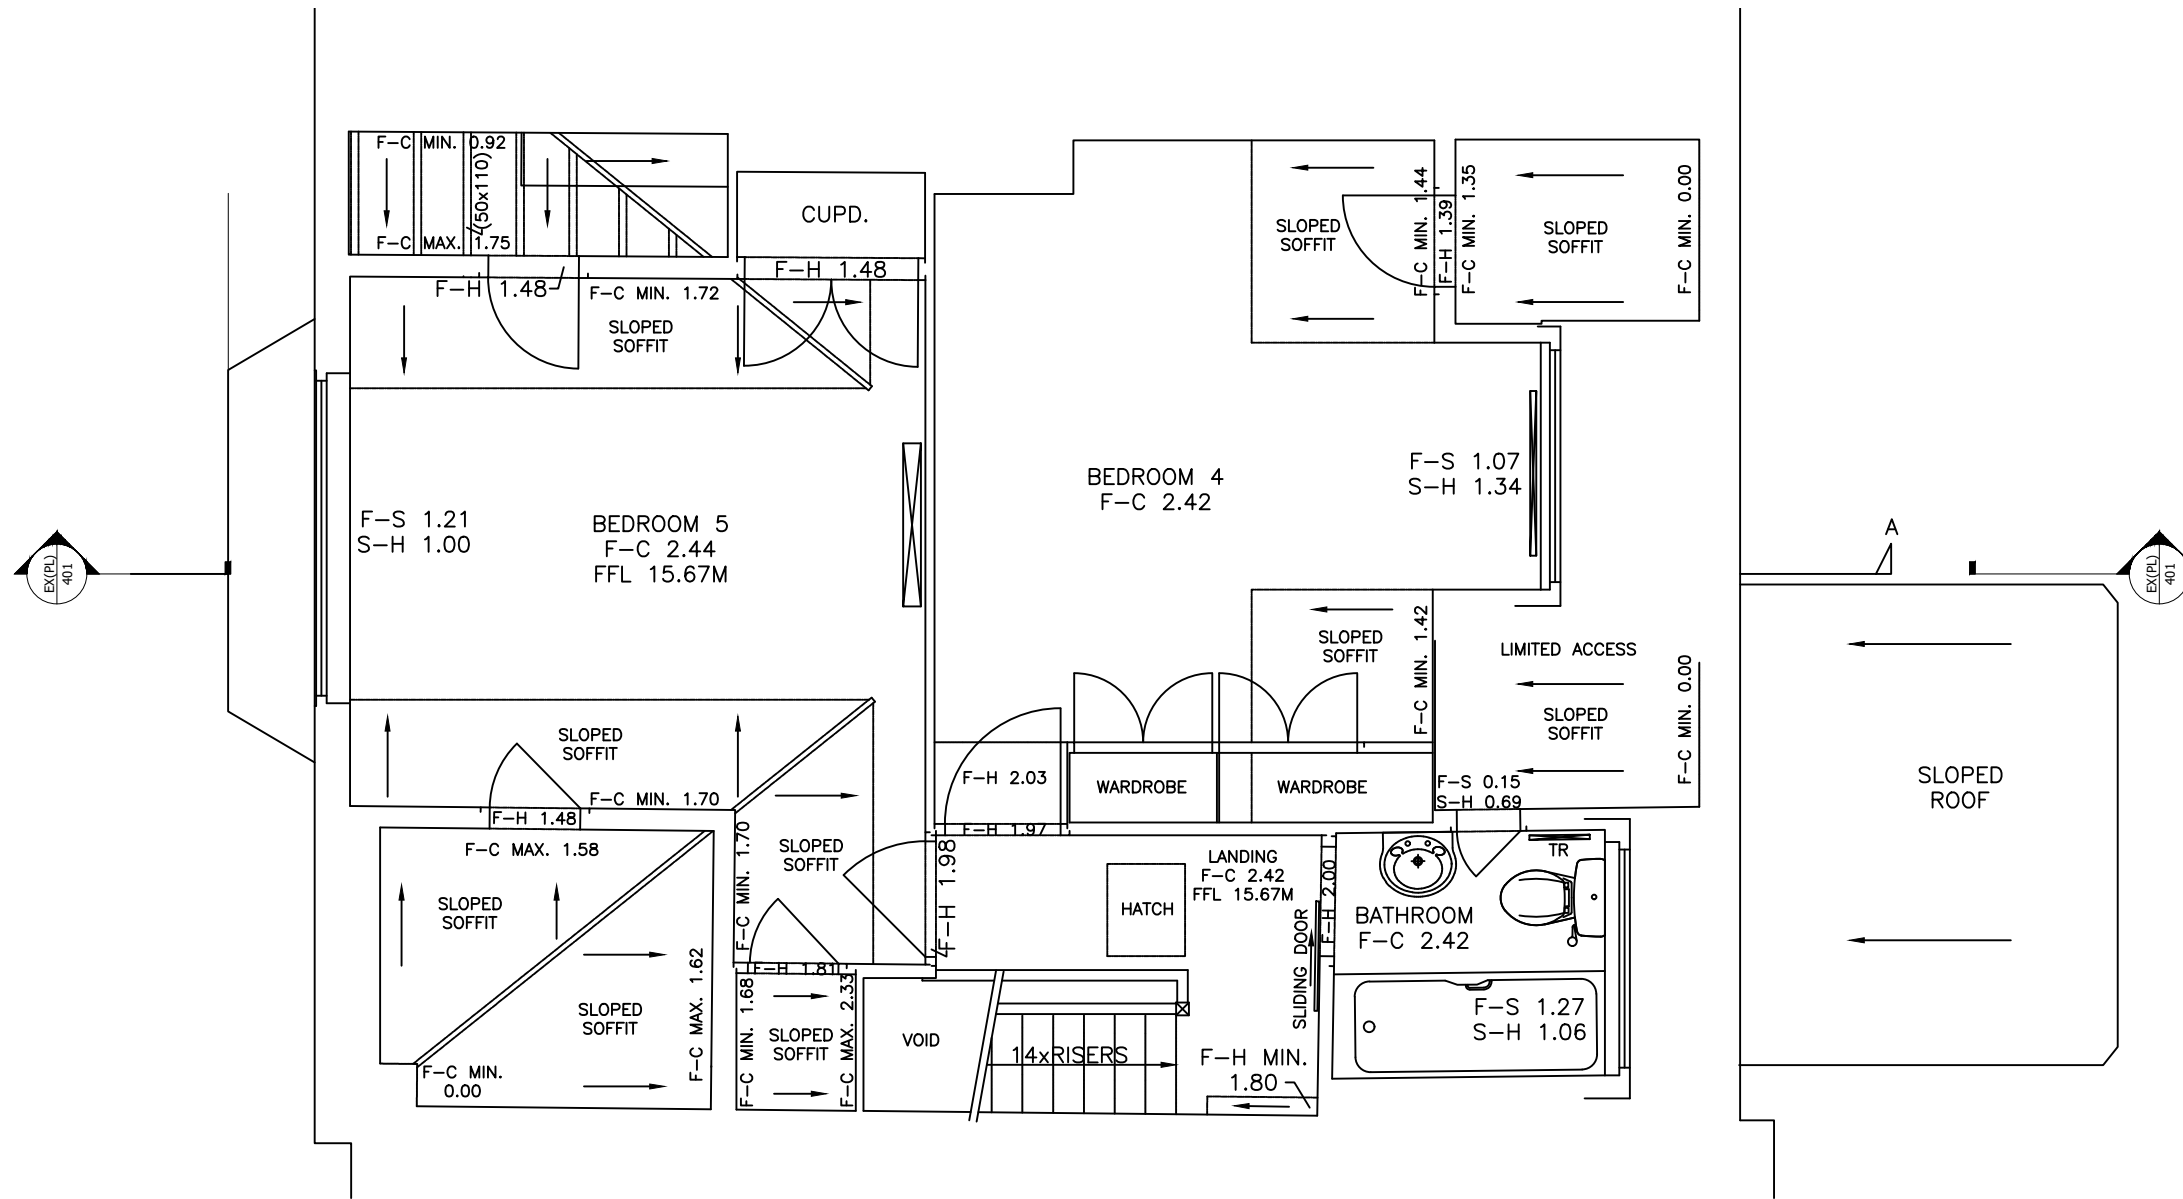 F-C MIN. 0.92
(50x110)
F-C MAX. 1.75
CUPD.
F-H 1.48
F-H 1.48
F-C MIN. 1.72
SLOPED
SOFFIT
SLOPED
SOFFIT
F-C MIN. 1.44
F-H 1.39
F-C MIN. 1.35
SLOPED
SOFFIT
F-C MIN. 0.00
F-S 1.21
S-H 1.00
BEDROOM 5
F-C 2.44
FFL 15.67M
BEDROOM 4
F-C 2.42
F-S 1.07
S-H 1.34
A
EX(PL)
401
EX(PL)
401
SLOPED
SOFFIT
F-C MIN. 1.42
LIMITED ACCESS
SLOPED
SOFFIT
F-C MIN. 0.00
SLOPED
SOFFIT
F-C MIN. 1.70
F-H 1.48
F-C MAX. 1.58
F-H 2.03
WARDROBE
WARDROBE
F-S 0.15
S-H 0.69
SLOPED
ROOF
F-H 1.97
F-C MIN. 1.70
SLOPED
SOFFIT
F-H 1.98
LANDING
F-C 2.42
FFL 15.67M
HATCH
F-H 2.00
TR
BATHROOM
F-C 2.42
SLOPED
SOFFIT
SLIDING DOOR
F-H 1.81
F-C MAX. 1.62
SLOPED
SOFFIT
F-C MIN. 1.68
SLOPED
SOFFIT
F-C MAX. 2.33
VOID
14xRISERS
F-S 1.27
S-H 1.06
F-H MIN.
1.80
F-C MIN.
0.00